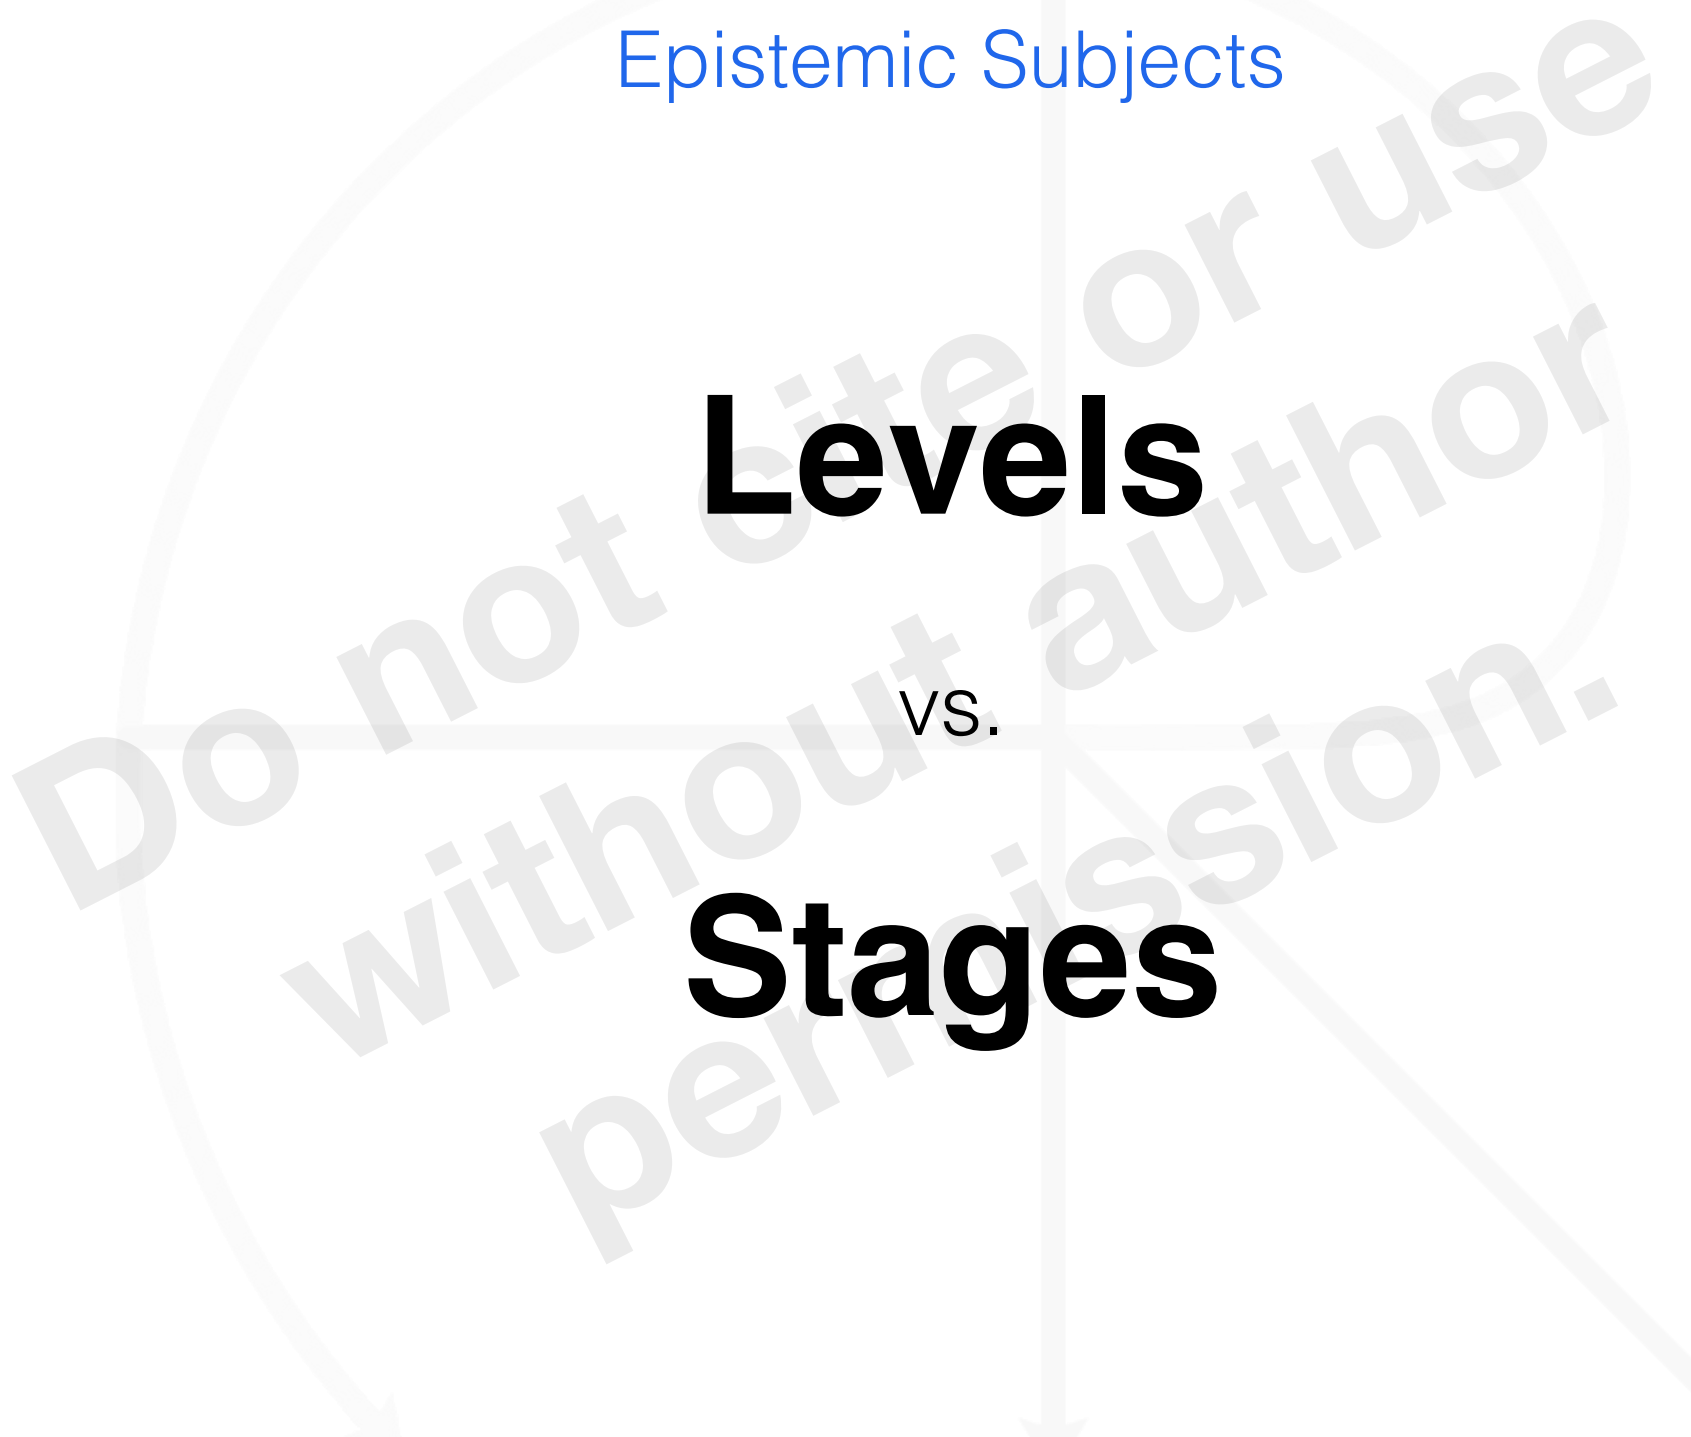 Epistemic Subjects
Levels
vs.
Stages
Do not cite or use
without author
permission.